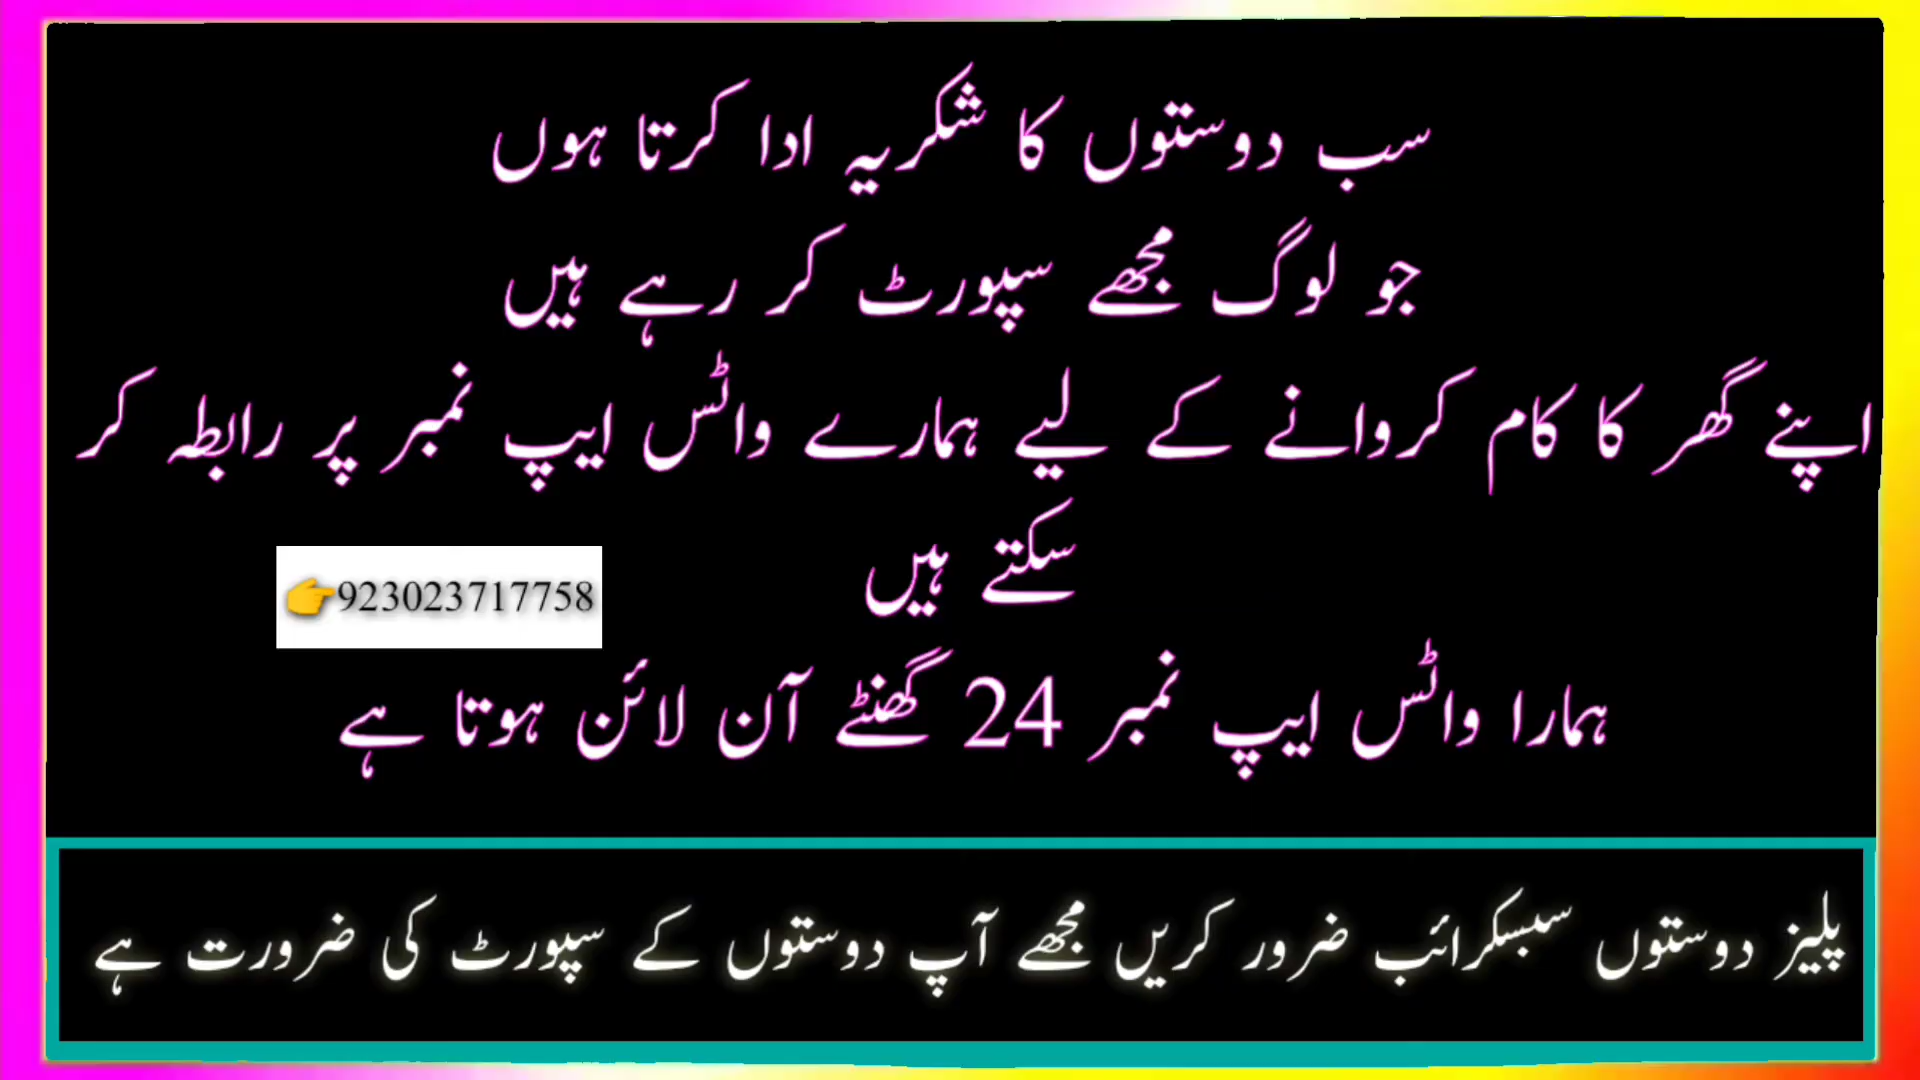 سب دوستوں کا شکریہ ادا کرتا ہوں
جو لوگ مجھے سپورٹ کر رہے ہیں
اپنے گھر کا کام کروانے کے لیے ہمارے واٹس ایپ نمبر پر رابطہ کر
سکتے ہیں
👉923023717758
ہمارا واٹس ایپ نمبر 24 گھنٹے آن لائن ہوتا ہے
پلیز دوستوں سبسکرائب ضرور کریں مجھے آپ دوستوں کے سپورٹ کی ضرورت ہے